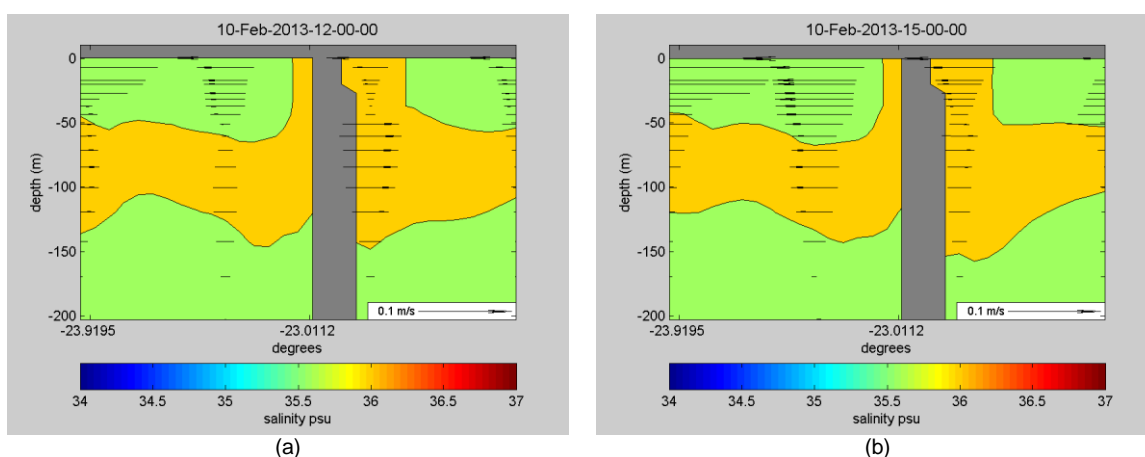 10-Feb-2013-12-00-00
0
-50
-100
-150
-200
depth (m)
0.1 m/s
-23.9195
-23.0112
degrees
34
34.5
35
35.5
36
36.5
37
salinity psu
(a)
10-Feb-2013-15-00-00
0
-50
-100
-150
-200
depth (m)
0.1 m/s
-23.9195
-23.0112
degrees
34
34.5
35
35.5
36
36.5
37
salinity psu
(b)